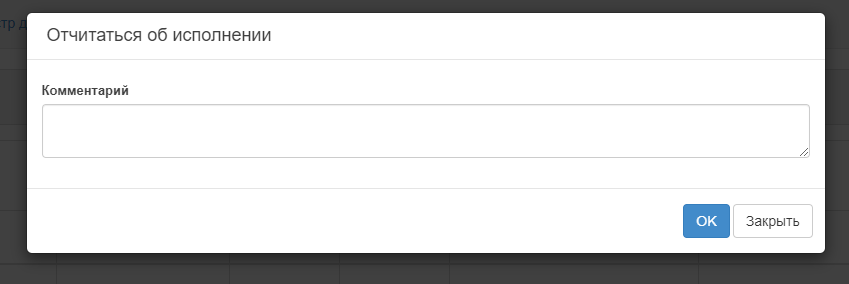 Отчитаться об исполнении
Комментарий
OK
Закрыть